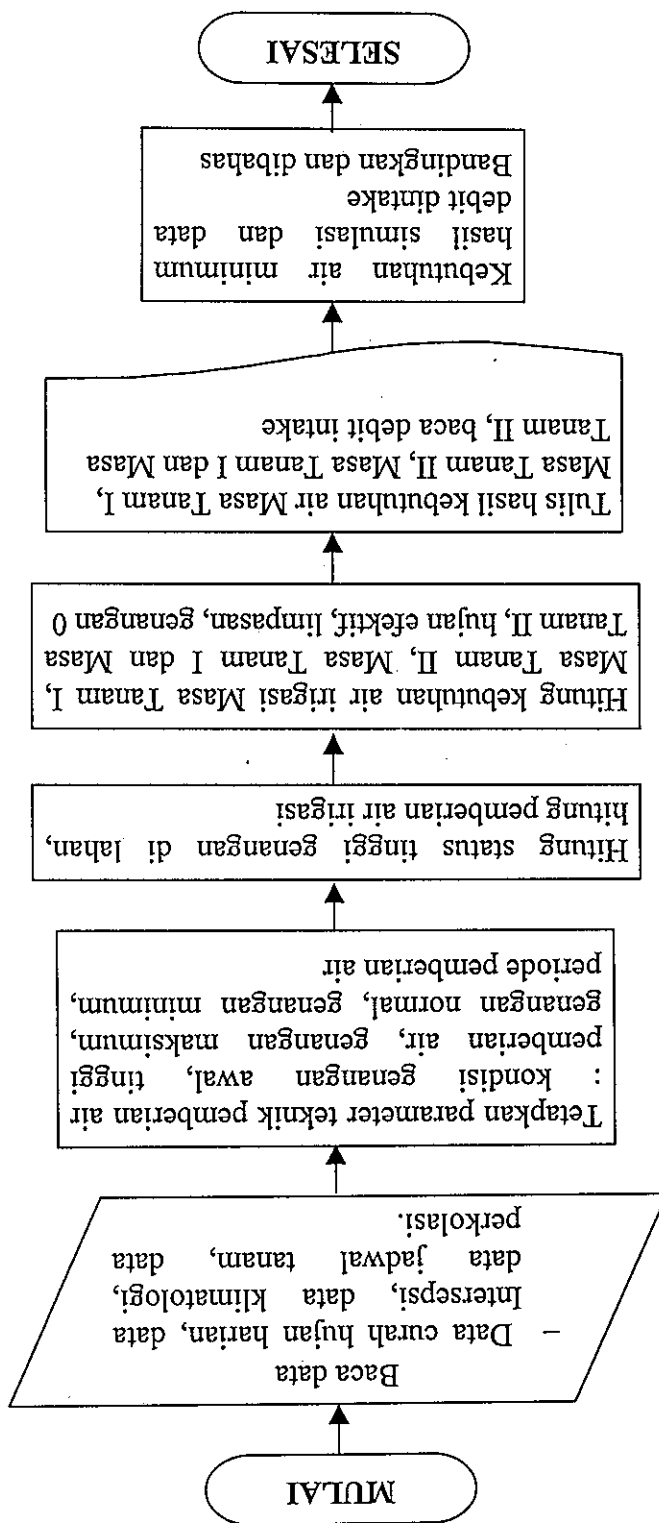 MULAI
Baca data
– Data curah hujan harian, data
Intersepsi, data klimatologi,
data jadwal tanam, data
perkolasi.
Tetapkan parameter teknik pemberian air
: kondisi genangan awal, tinggi
pemberian air, genangan maksimum,
genangan normal, genangan minimum,
periode pemberian air
Hitung status tinggi genangan di lahan,
hitung pemberian air irigasi
Hitung kebutuhan air irigasi Masa Tanam I,
Masa Tanam II, Masa Tanam I dan Masa
Tanam II, hujan efektif, limpasan, genangan 0
Tulis hasil kebutuhan air Masa Tanam I,
Masa Tanam II, Masa Tanam I dan Masa
Tanam II, baca debit intake
Kebutuhan air minimum
hasil simulasi dan data
debit dintake
Bandingkan dan dibahas
SELESAI